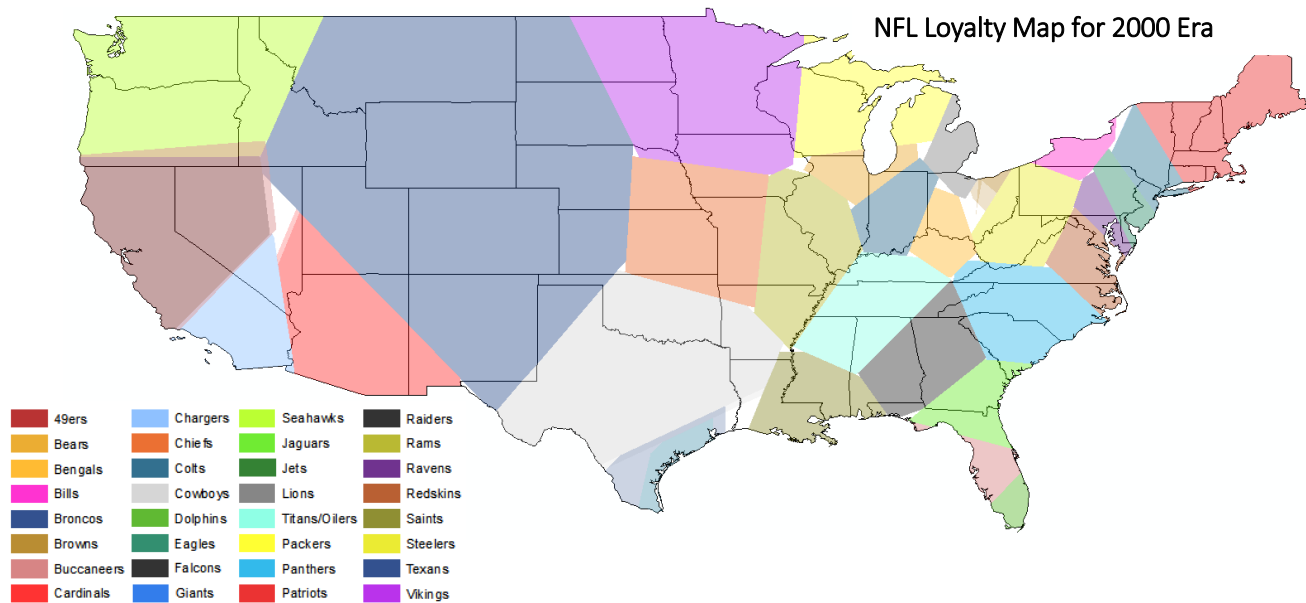 NFL Loyalty Map for 2000 Era
49ers Chargers Seahawks Raiders
Bears Chiefs Jaguars Rams
Bengals Colts Jets Ravens
Bills Cowboys Lions Redskins
Broncos Dolphins Titans/Oilers Saints
Browns Eagles Packers Steelers
Buccaneers Falcons Panthers Texans
Cardinals Giants Patriots Vikings